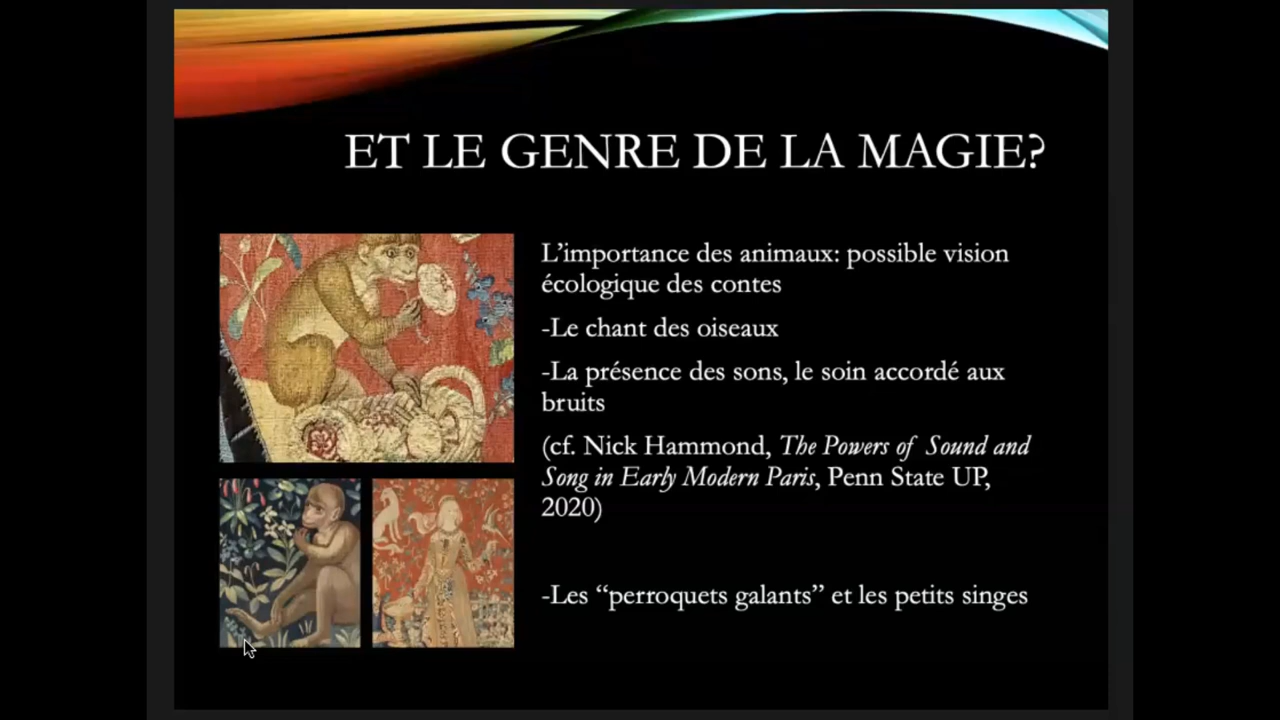 ET LE GENRE DE LA MAGIE?
L’importance des animaux: possible vision
écologique des contes
-Le chant des oiseaux
-La présence des sons, le soin accordé aux
bruits
(cf. Nick Hammond, The Powers of Sound and
Song in Early Modern Paris, Penn State UP,
2020)
-Les “perroquets galants” et les petits singes